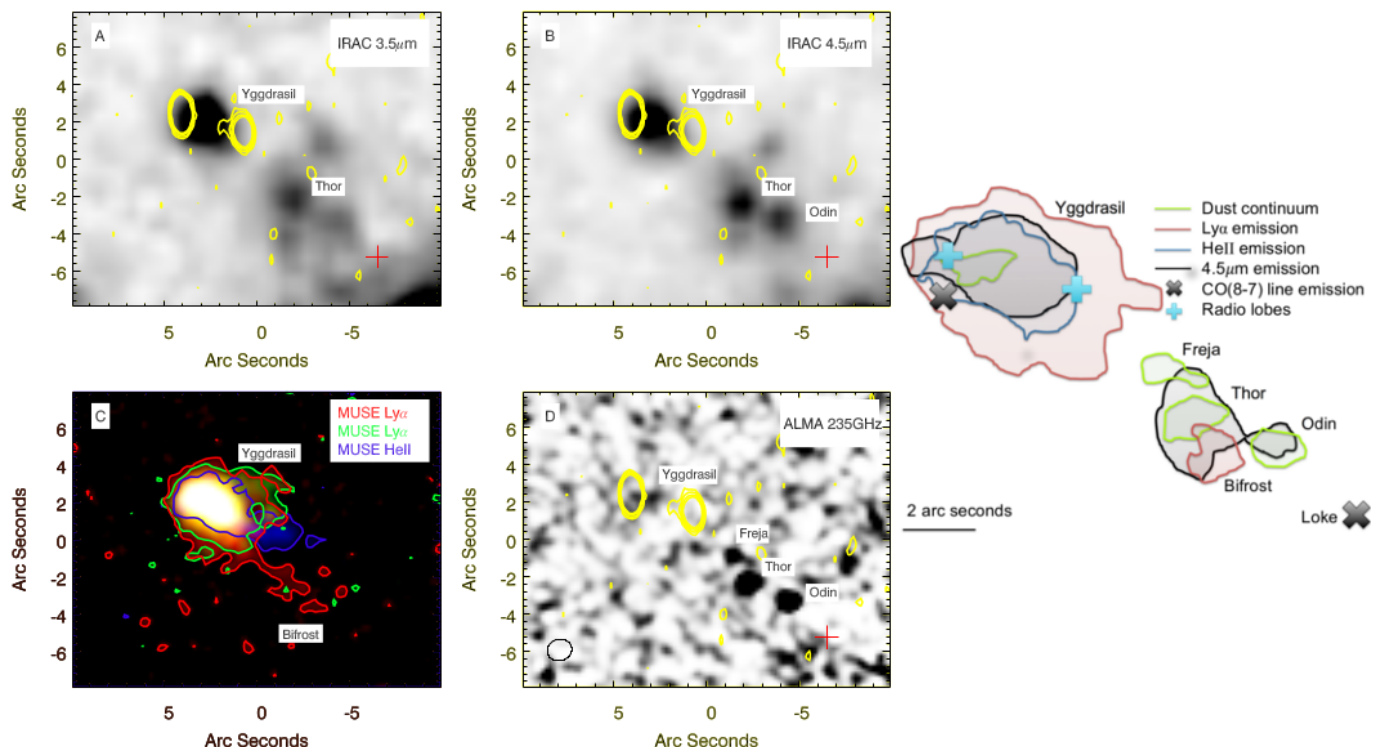 A
IRAC 3.5μm
Yggdrasil
Thor
6
4
2
0
-2
-4
-6
5
0
-5
Arc Seconds
Arc Seconds
B
IRAC 4.5μm
Yggdrasil
Thor
Odin
6
4
2
0
-2
-4
-6
5
0
-5
Arc Seconds
Arc Seconds
C
MUSE Lyα
MUSE Lyα
MUSE HeII
Yggdrasil
Bifrost
6
4
2
0
-2
-4
-6
5
0
-5
Arc Seconds
Arc Seconds
D
ALMA 235GHz
Yggdrasil
Freja
Thor
Odin
6
4
2
0
-2
-4
-6
5
0
-5
Arc Seconds
Arc Seconds
Yggdrasil
Dust continuum
Lyα emission
HeII emission
4.5μm emission
CO(8-7) line emission
Radio lobes
Freja
Thor
Odin
Bifrost
2 arc seconds
Loke